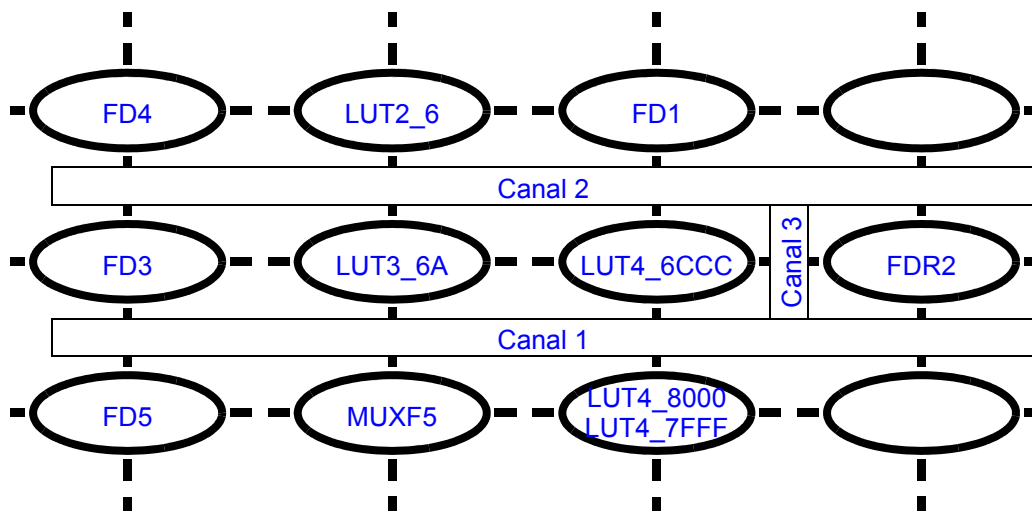 FD4
LUT2_6
FD1
Canal 2
FD3
LUT3_6A
LUT4_6CCC
Canal 3
FDR2
Canal 1
FD5
MUXF5
LUT4_8000
LUT4_7FFF